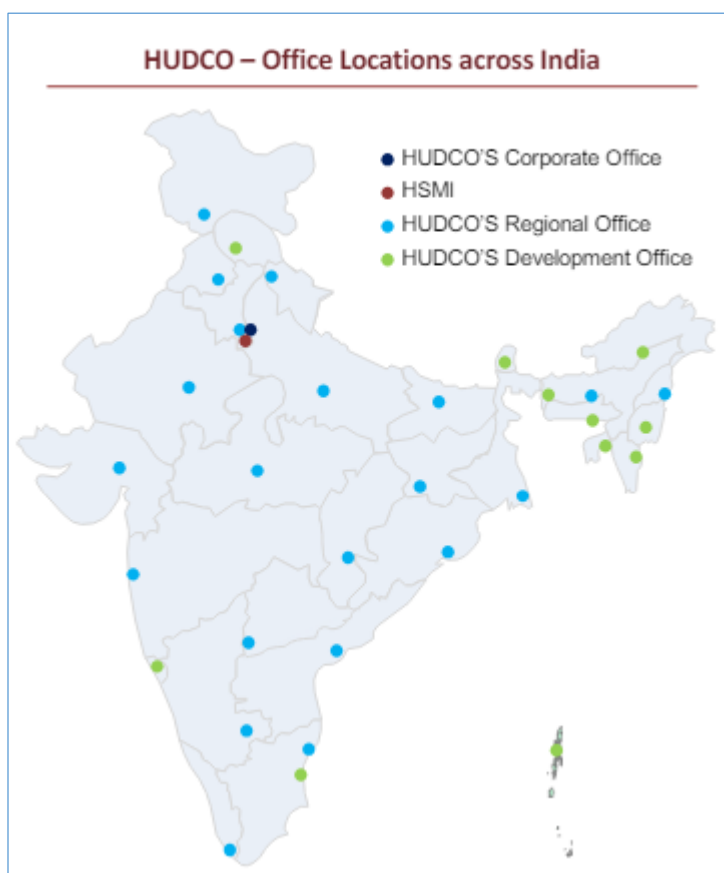 HUDCO – Office Locations across India
HUDCO'S Corporate Office
HSMI
HUDCO'S Regional Office
HUDCO'S Development Office